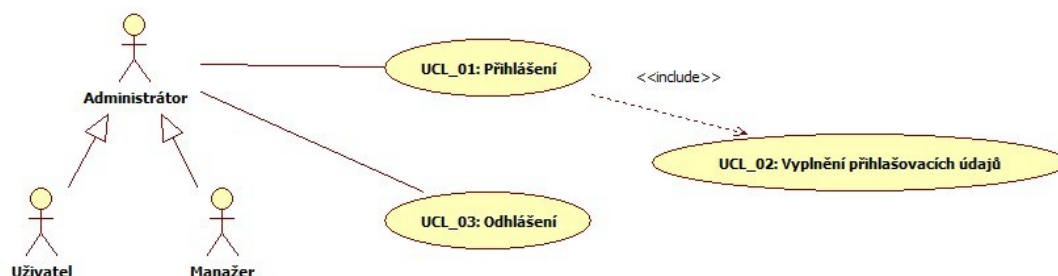 UCL_01: Přihlášení
<<include>>
Administrátor
UCL_02: Vyplnění přihlašovacích údajů
UCL_03: Odhlášení
Uživatel
Manažer